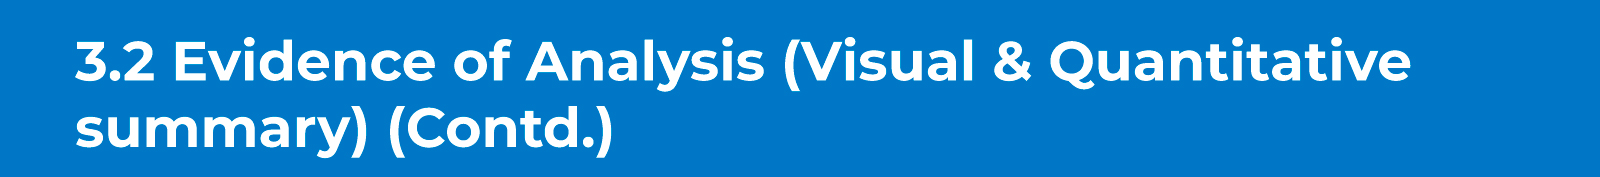 3.2 Evidence of Analysis (Visual & Quantitative
summary) (Contd.)